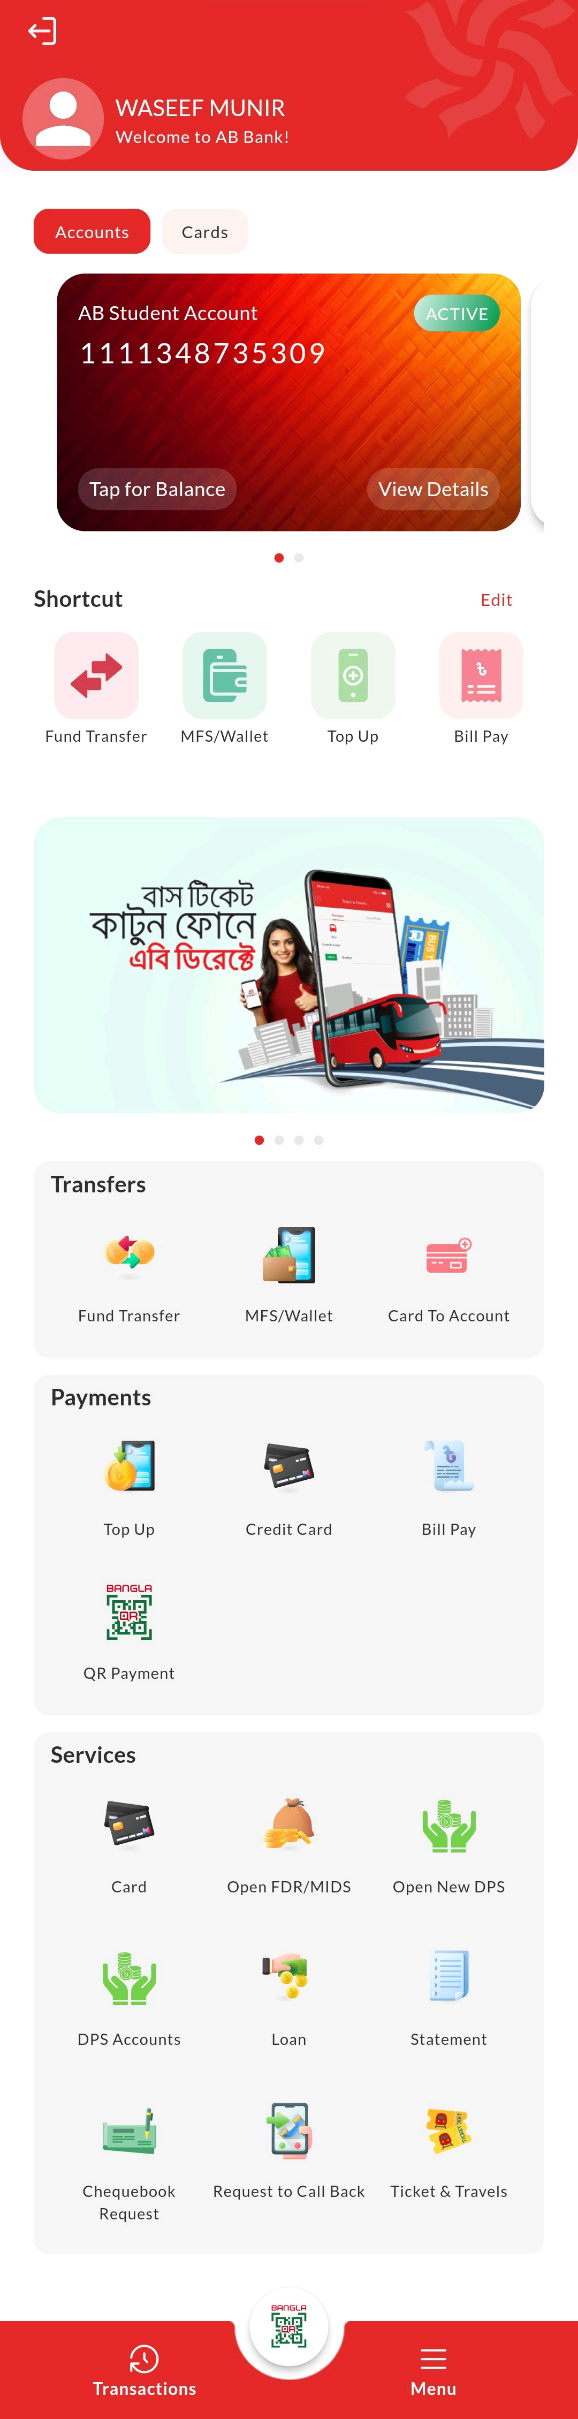 WASEEF MUNIR
Welcome to AB Bank!
Accounts
Cards
AB Student Account
ACTIVE
1111348735309
Tap for Balance
View Details
Shortcut
Edit
Fund Transfer
MFS/Wallet
Top Up
Bill Pay
বাস টিকেট
কাটুন ফোনে
এবি ডিরেক্টে
BUS
Transfers
Fund Transfer
MFS/Wallet
Card To Account
Payments
Top Up
Credit Card
Bill Pay
BANGLA
QR
QR Payment
Services
Card
Open FDR/MIDS
Open New DPS
DPS Accounts
Loan
Statement
Chequebook
Request
Request to Call Back
Ticket & Travels
BANGLA
QR
Transactions
Menu